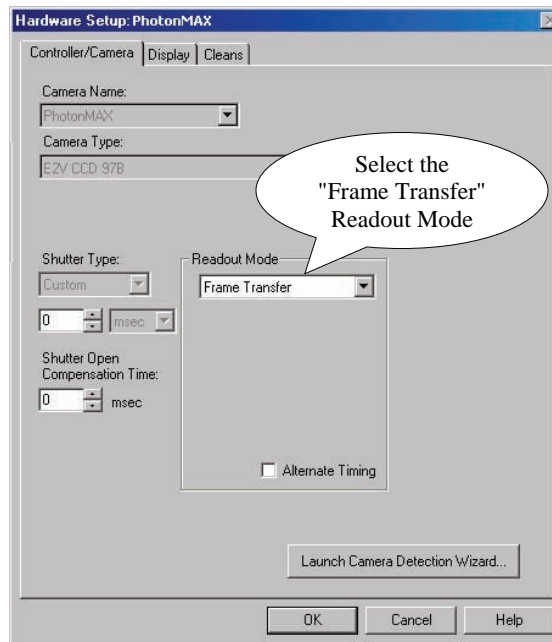 Hardware Setup: PhotonMAX
Controller/Camera
Display
Cleans
Camera Name:
PhotonMAX
Camera Type:
E2V CCD 97B
Select the
"Frame Transfer"
Readout Mode
Shutter Type:
Custom
0
msec
Shutter Open
Compensation Time:
0
msec
Readout Mode
Frame Transfer
Alternate Timing
Launch Camera Detection Wizard...
OK
Cancel
Help